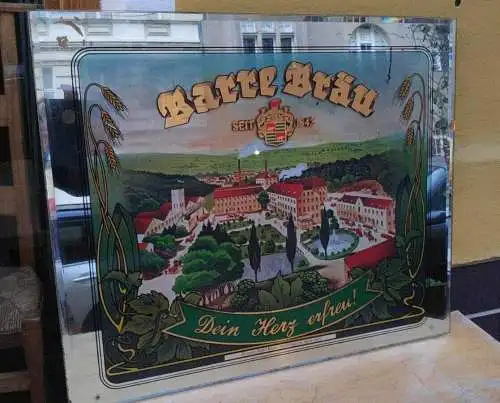 Barre Bräu
SEIT
Dein Herz erfreu!